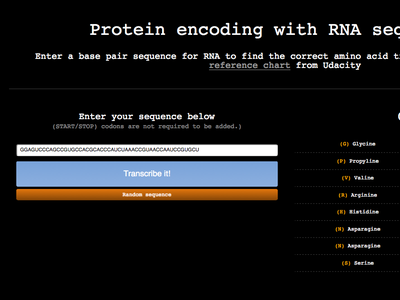 Protein encoding with RNA seq
Enter a base pair sequence for RNA to find the correct amino acid t
reference chart from Udacity
Enter your sequence below
(START/STOP) codons are not required to be added.)
GGAGUCCCAGCCGUGCCACGCACCCAUCUAAACCGUAACCAAUCCGUGCU
Transcribe it!
Random sequence
(G) Glycine
(P) Propyline
(V) Valine
(R) Arginine
(H) Histidine
(N) Asparagine
(N) Asparagine
(S) Serine